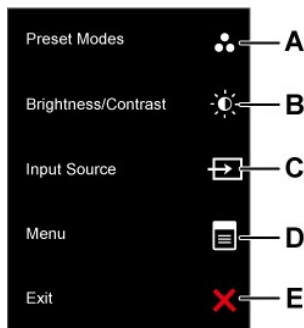 Preset Modes A
Brightness/Contrast B
Input Source C
Menu D
Exit E